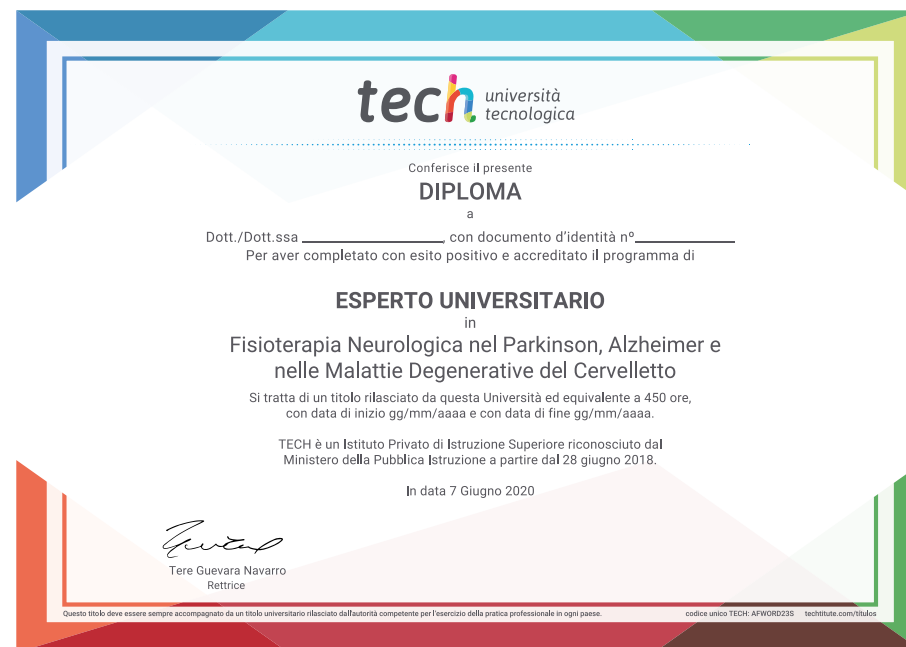 tech università
tecnologica
Conferisce il presente
DIPLOMA
a
Dott./Dott.ssa ____________________, con documento d'identità nº______________
Per aver completato con esito positivo e accreditato il programma di
ESPERTO UNIVERSITARIO
in
Fisioterapia Neurologica nel Parkinson, Alzheimer e
nelle Malattie Degenerative del Cervelletto
Si tratta di un titolo rilasciato da questa Università ed equivalente a 450 ore,
con data di inizio gg/mm/aaaa e con data di fine gg/mm/aaaa.
TECH è un Istituto Privato di Istruzione Superiore riconosciuto dal
Ministero della Pubblica Istruzione a partire dal 28 giugno 2018.
In data 7 Giugno 2020
Tere Guevara Navarro
Rettrice
Questo titolo deve essere sempre accompagnato da un titolo universitario rilasciato dall'autorità competente per l'esercizio della pratica professionale in ogni paese. codice unico TECH: AFWORD23S techtitute.com/títulos